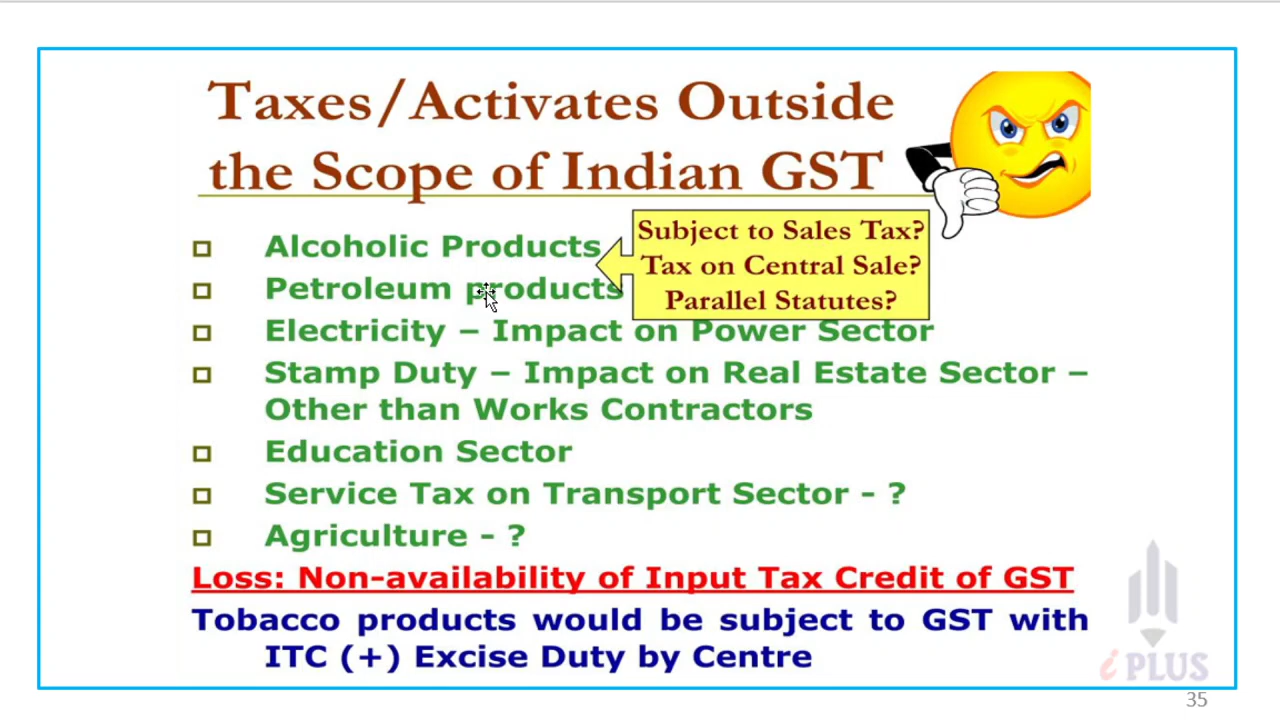 Taxes/Activates Outside
the Scope of Indian GST
Alcoholic Products
Subject to Sales Tax?
Tax on Central Sale?
Parallel Statutes?
Petroleum products
Electricity – Impact on Power Sector
Stamp Duty – Impact on Real Estate Sector –
Other than Works Contractors
Education Sector
Service Tax on Transport Sector - ?
Agriculture - ?
Loss: Non-availability of Input Tax Credit of GST
Tobacco products would be subject to GST with
ITC (+) Excise Duty by Centre
i PLUS
35